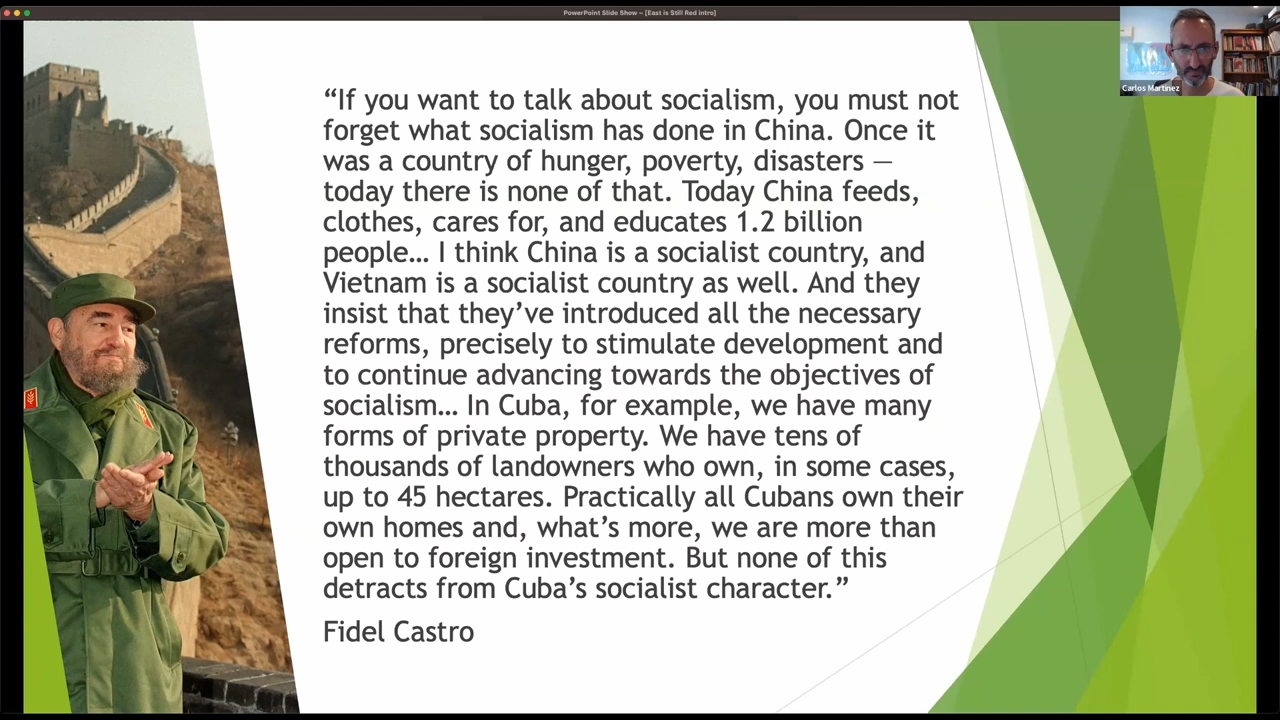 PowerPoint Slide Show – [East is Still Red intro]
Carlos Martinez
“If you want to talk about socialism, you must not
forget what socialism has done in China. Once it
was a country of hunger, poverty, disasters —
today there is none of that. Today China feeds,
clothes, cares for, and educates 1.2 billion
people… I think China is a socialist country, and
Vietnam is a socialist country as well. And they
insist that they’ve introduced all the necessary
reforms, precisely to stimulate development and
to continue advancing towards the objectives of
socialism… In Cuba, for example, we have many
forms of private property. We have tens of
thousands of landowners who own, in some cases,
up to 45 hectares. Practically all Cubans own their
own homes and, what’s more, we are more than
open to foreign investment. But none of this
detracts from Cuba’s socialist character.”
Fidel Castro